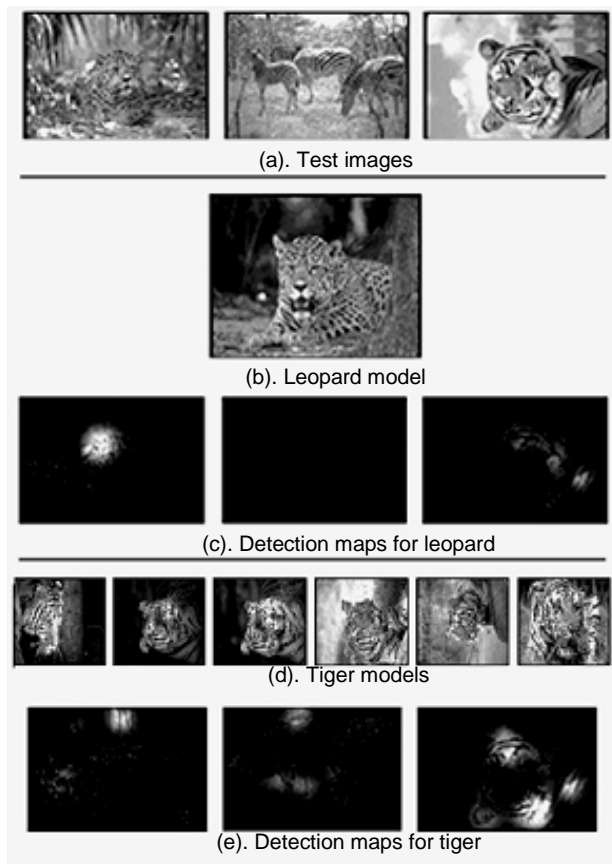 (a). Test images
(b). Leopard model
(c). Detection maps for leopard
(d). Tiger models
(e). Detection maps for tiger